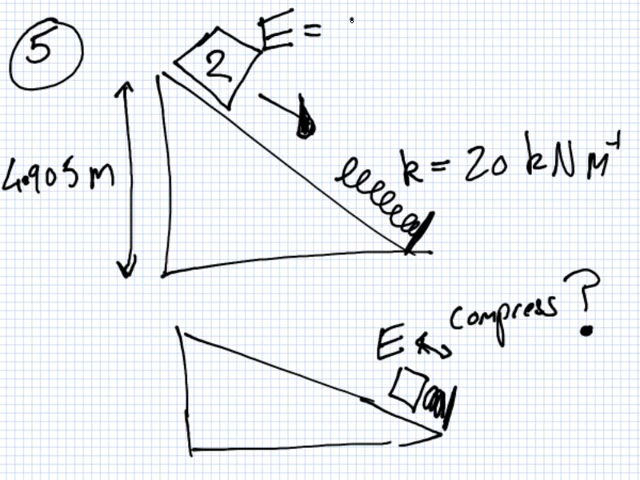 5
2
E =
4.905 m
k = 20 kN m⁻¹
E
compress ?